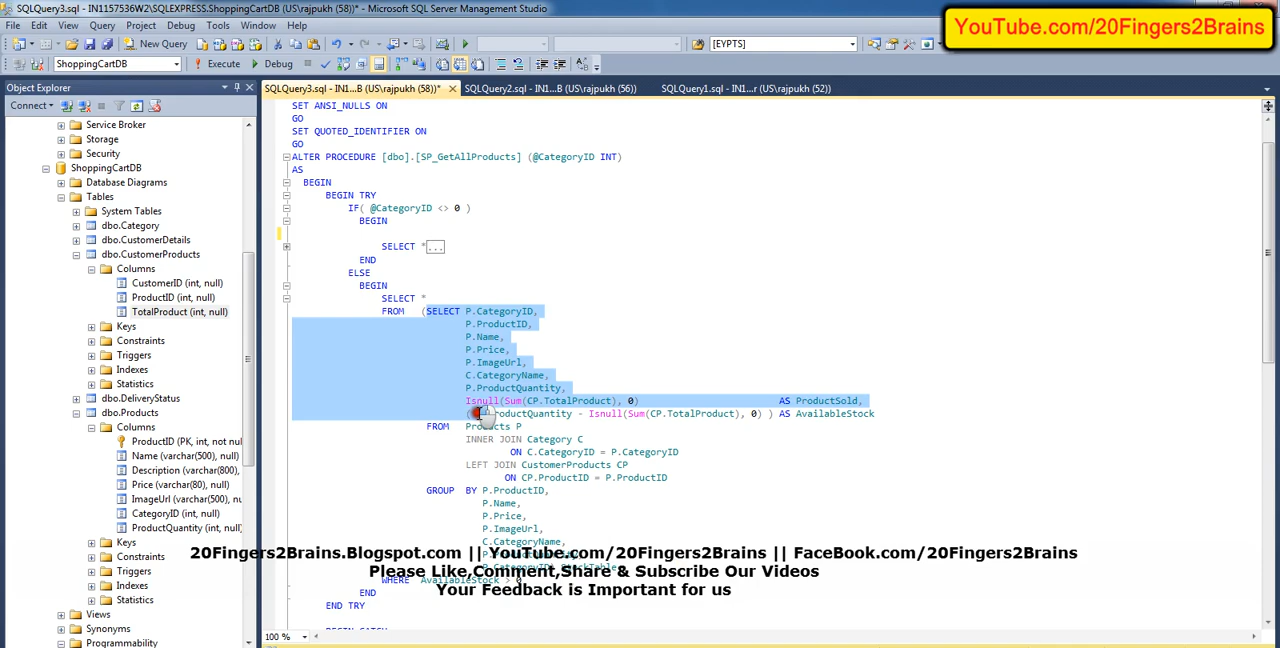 SQLQuery3.sql - IN1157536W2\SQLEXPRESS.ShoppingCartDB (US\rajpukh (58))* - Microsoft SQL Server Management Studio
YouTube.com/20Fingers2Brains
File Edit View Query Project Debug Tools Window Help
New Query [EYPTS]
ShoppingCartDB Execute Debug
Object Explorer
SQLQuery3.sql - IN1...B (US\rajpukh (58))* SQLQuery2.sql - IN1...B (US\rajpukh (56)) SQLQuery1.sql - IN1...r (US\rajpukh (52))
Connect
Service Broker
Storage
Security
ShoppingCartDB
Database Diagrams
Tables
System Tables
dbo.Category
dbo.CustomerDetails
dbo.CustomerProducts
Columns
CustomerID (int, null)
ProductID (int, null)
TotalProduct (int, null)
Keys
Constraints
Triggers
Indexes
Statistics
dbo.DeliveryStatus
dbo.Products
Columns
ProductID (PK, int, not nu
Name (varchar(500), null)
Description (varchar(800),
Price (varchar(80), null)
ImageUrl (varchar(500), nu
CategoryID (int, null)
ProductQuantity (int, null
Keys
Constraints
Triggers
Indexes
Statistics
Views
Synonyms
Programmability
SET ANSI_NULLS ON
GO
SET QUOTED_IDENTIFIER ON
GO
ALTER PROCEDURE [dbo].[SP_GetAllProducts] (@CategoryID INT)
AS
BEGIN
BEGIN TRY
IF( @CategoryID <> 0 )
BEGIN
SELECT *...
END
ELSE
BEGIN
SELECT *
FROM (SELECT P.CategoryID,
P.ProductID,
P.Name,
P.Price,
P.ImageUrl,
C.CategoryName,
P.ProductQuantity,
Isnull(Sum(CP.TotalProduct), 0) AS ProductSold,
( oductQuantity - Isnull(Sum(CP.TotalProduct), 0) ) AS AvailableStock
FROM Products P
INNER JOIN Category C
ON C.CategoryID = P.CategoryID
LEFT JOIN CustomerProducts CP
ON CP.ProductID = P.ProductID
GROUP BY P.ProductID,
P.Name,
P.Price,
P.ImageUrl,
C.CategoryName,
WHERE AvailableStock > 0
END
END TRY
BEGIN CATCH
20Fingers2Brains.Blogspot.com || YouTube.com/20Fingers2Brains || FaceBook.com/20Fingers2Brains
Please Like,Comment,Share & Subscribe Our Videos
Your Feedback is Important for us
100 %